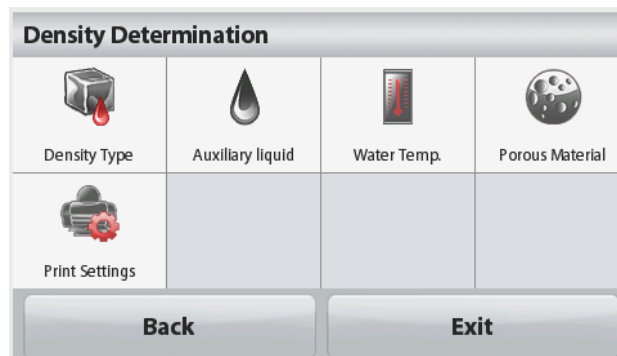 Density Determination
Density Type
Auxiliary liquid
Water Temp.
Porous Material
Print Settings
Back
Exit